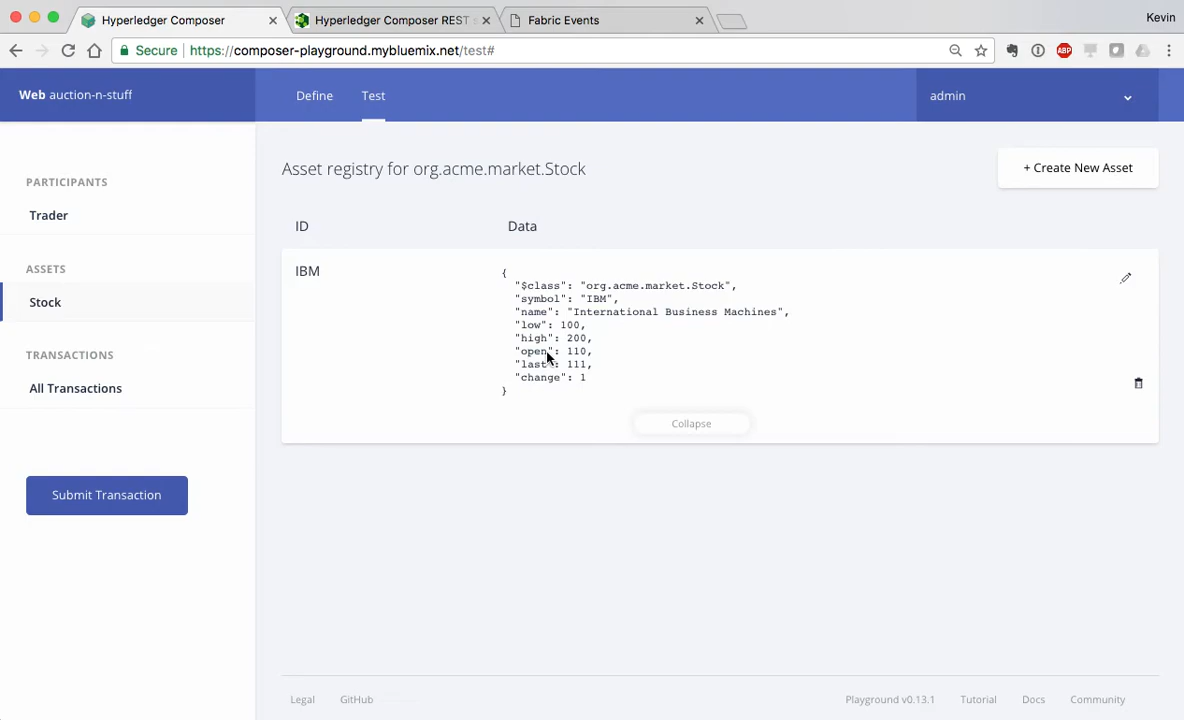 Hyperledger Composer
Hyperledger Composer REST s
Fabric Events
Kevin
Secure
https://composer-playground.mybluemix.net/test#
ABP
Web auction-n-stuff
Define
Test
admin
PARTICIPANTS
Trader
ASSETS
Stock
TRANSACTIONS
All Transactions
Submit Transaction
Asset registry for org.acme.market.Stock
+ Create New Asset
ID
Data
IBM
{
"$class": "org.acme.market.Stock",
"symbol": "IBM",
"name": "International Business Machines",
"low": 100,
"high": 200,
"open": 110,
"last": 111,
"change": 1
}
Collapse
Legal
GitHub
Playground v0.13.1
Tutorial
Docs
Community